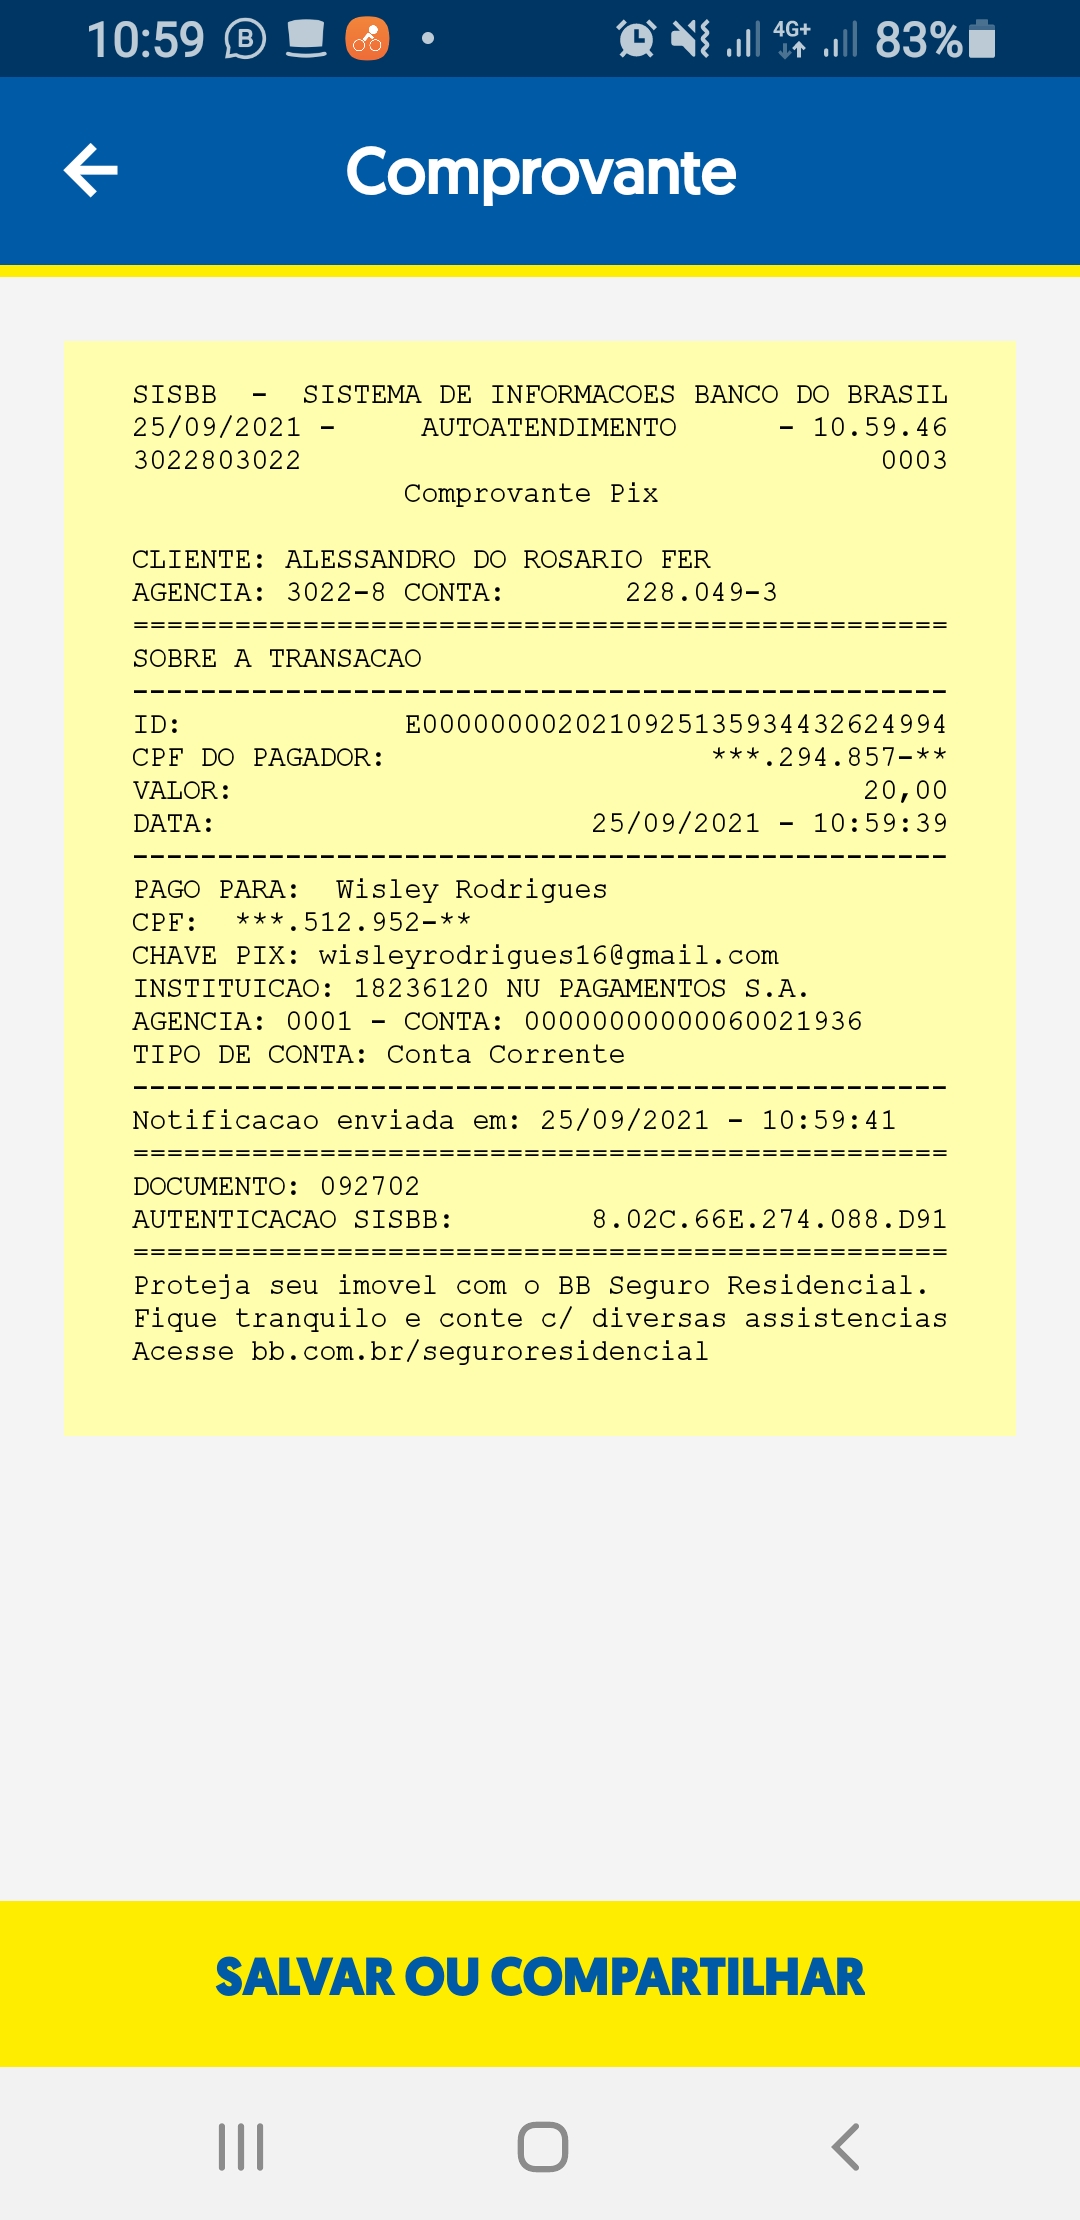 10:59 B 4G+ 83%
Comprovante
SISBB - SISTEMA DE INFORMACOES BANCO DO BRASIL
25/09/2021 - AUTOATENDIMENTO - 10.59.46
3022803022 0003
Comprovante Pix
CLIENTE: ALESSANDRO DO ROSARIO FER
AGENCIA: 3022-8 CONTA: 228.049-3
================================================
SOBRE A TRANSACAO
------------------------------------------------
ID: E00000000202109251359344326​24994
CPF DO PAGADOR: ***.294.857-**
VALOR: 20,00
DATA: 25/09/2021 - 10:59:39
------------------------------------------------
PAGO PARA: Wisley Rodrigues
CPF: ***.512.952-**
CHAVE PIX: wisleyrodrigues16@gmail.com
INSTITUICAO: 18236120 NU PAGAMENTOS S.A.
AGENCIA: 0001 - CONTA: 00000000000060021936
TIPO DE CONTA: Conta Corrente
------------------------------------------------
Notificacao enviada em: 25/09/2021 - 10:59:41
================================================
DOCUMENTO: 092702
AUTENTICACAO SISBB: 8.02C.66E.274.088.D91
================================================
Proteja seu imovel com o BB Seguro Residencial.
Fique tranquilo e conte c/ diversas assistencias
Acesse bb.com.br/seguroresidencial
SALVAR OU COMPARTILHAR